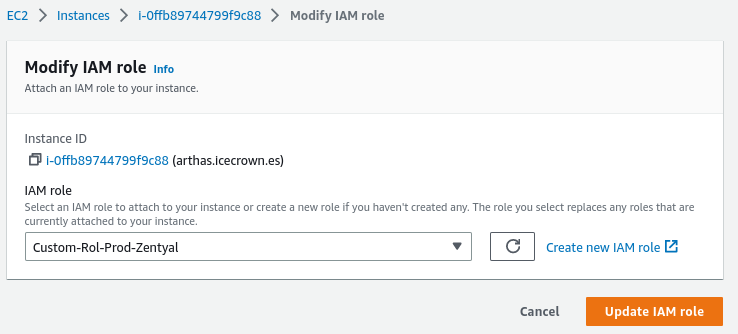 EC2 > Instances > i-0ffb89744799f9c88 > Modify IAM role
Modify IAM role Info
Attach an IAM role to your instance.
Instance ID
i-0ffb89744799f9c88 (arthas.icecrown.es)
IAM role
Select an IAM role to attach to your instance or create a new role if you haven't created any. The role you select replaces any roles that are
currently attached to your instance.
Custom-Rol-Prod-Zentyal
Create new IAM role
Cancel
Update IAM role